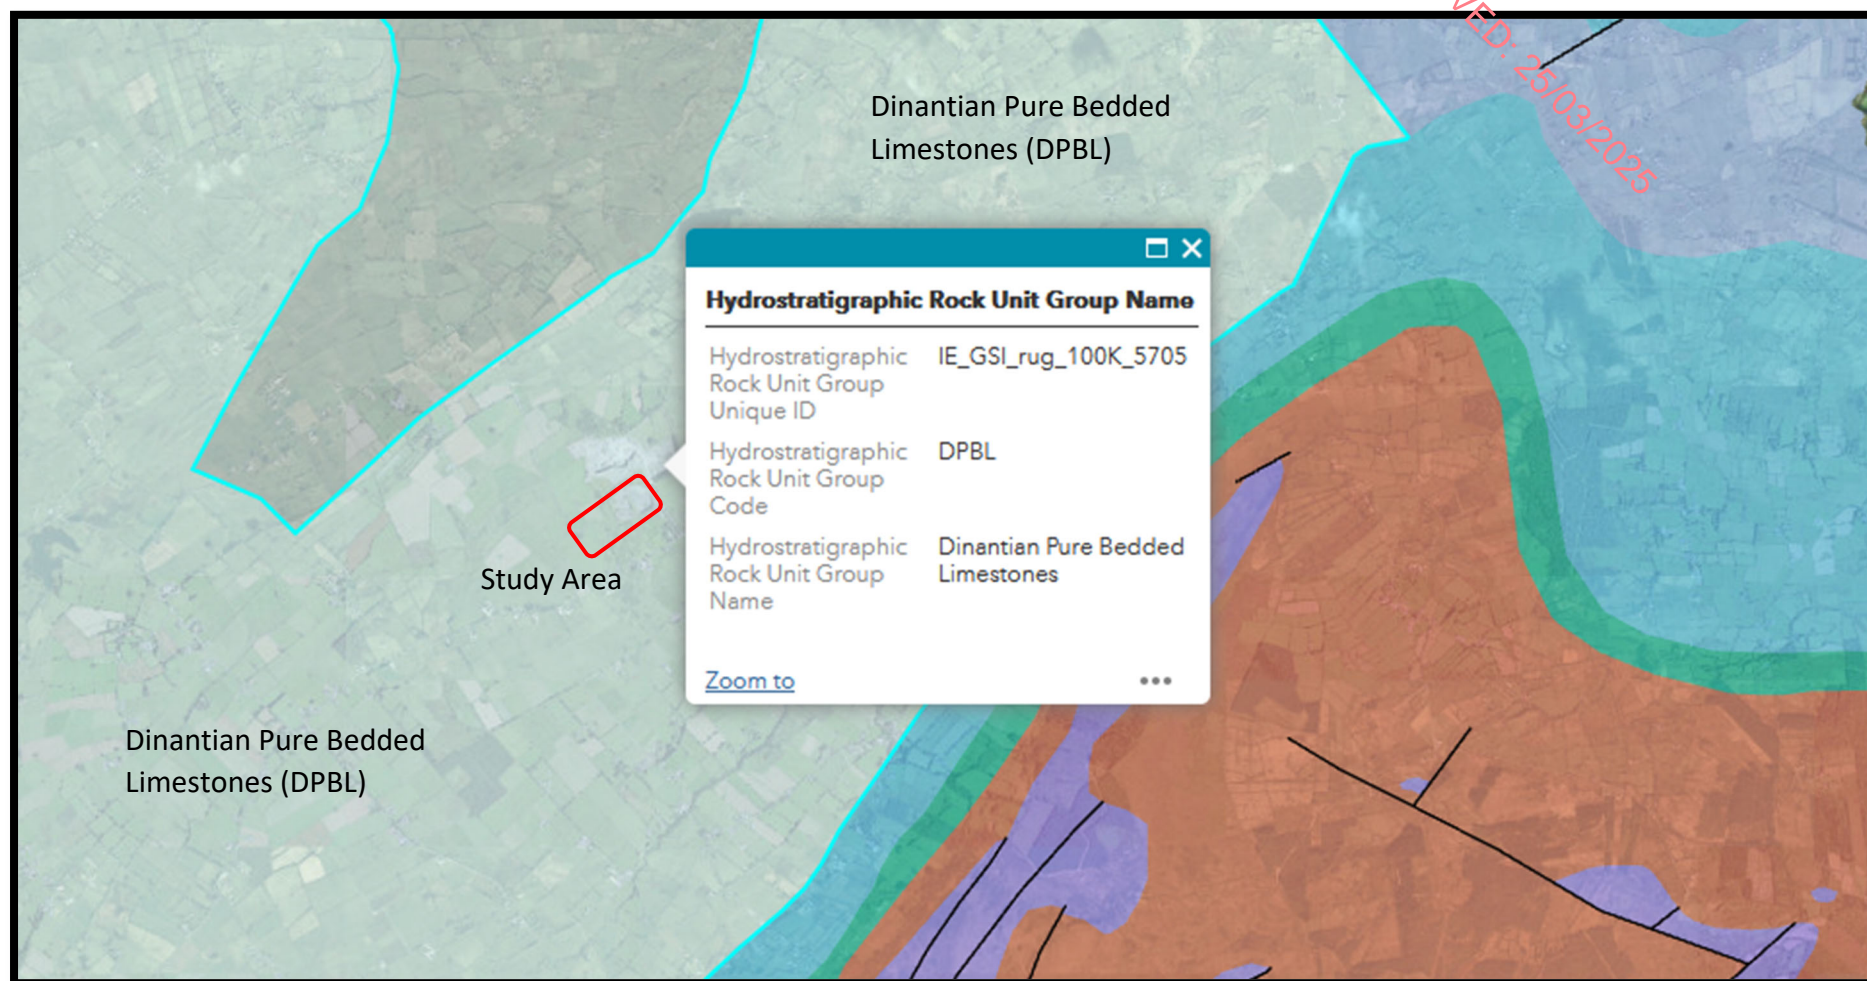 VED: 25/03/2025
Dinantian Pure Bedded
Limestones (DPBL)
Hydrostratigraphic Rock Unit Group Name
Hydrostratigraphic
Rock Unit Group
Unique ID
IE_GSI_rug_100K_5705
Hydrostratigraphic
Rock Unit Group
Code
DPBL
Hydrostratigraphic
Rock Unit Group
Name
Dinantian Pure Bedded
Limestones
Zoom to
Study Area
Dinantian Pure Bedded
Limestones (DPBL)